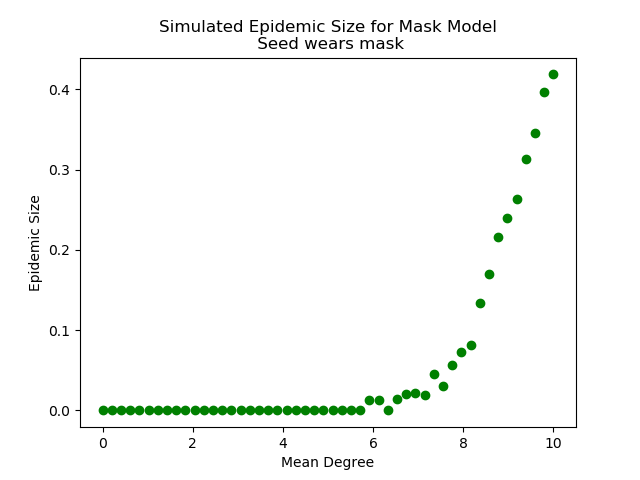 Simulated Epidemic Size for Mask Model
Seed wears mask
Epidemic Size
0.4
0.3
0.2
0.1
0.0
0 2 4 6 8 10
Mean Degree